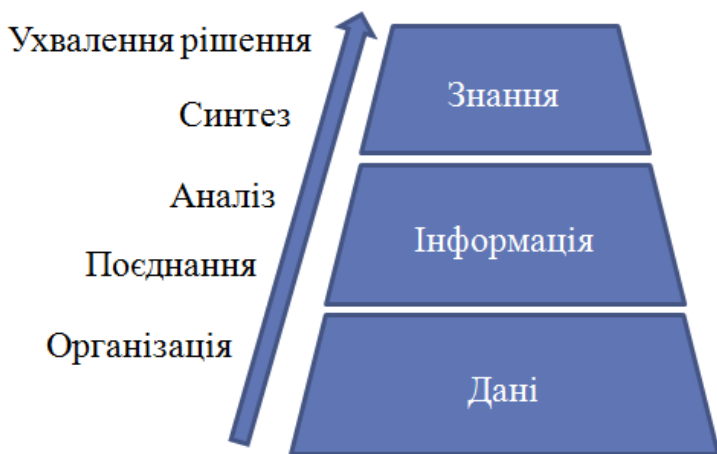 Ухвалення рішення
Знання
Синтез
Аналіз
Інформація
Поєднання
Організація
Дані